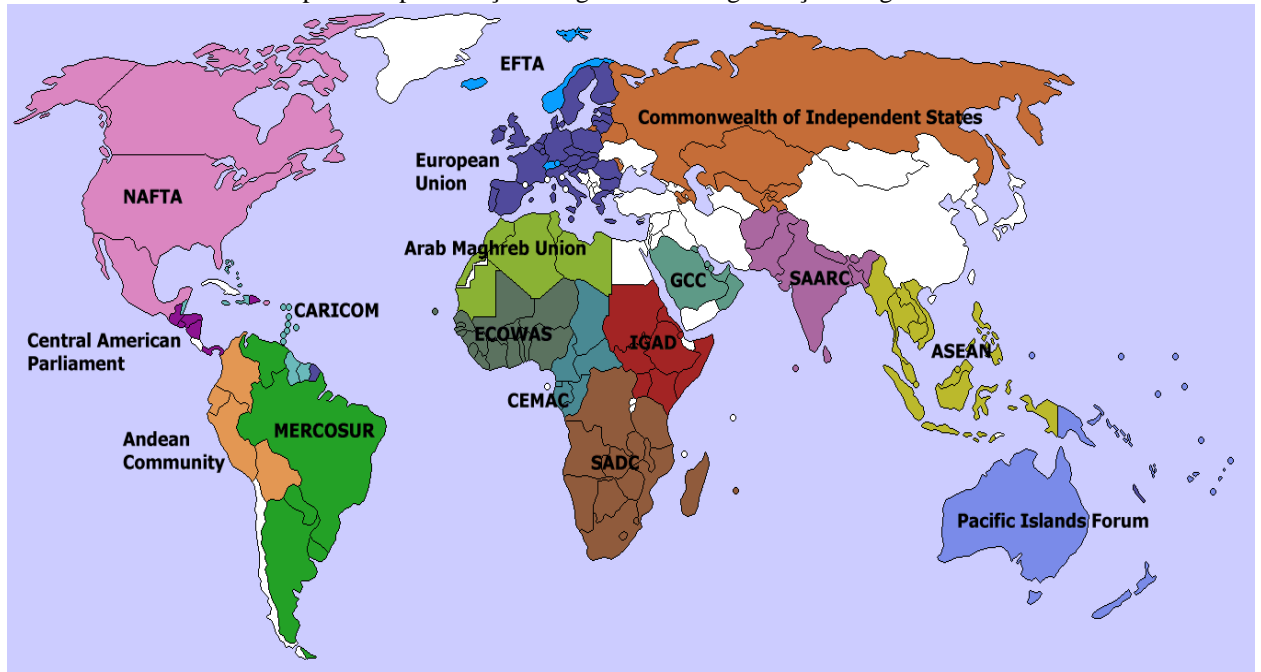 EFTA
Commonwealth of Independent States
European
Union
NAFTA
Arab Maghreb Union
GCC
SAARC
CARICOM
ECOWAS
IGAD
Central American
Parliament
ASEAN
CEMAC
MERCOSUR
Andean
Community
SADC
Pacific Islands Forum